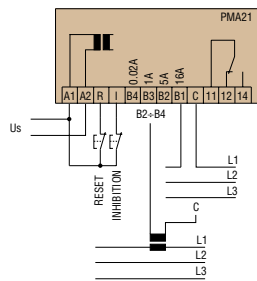 PMA21
0.02A 1A 5A 16A
A1 A2 R I B4 B3 B2 B1 C 11 12 14
B2÷B4
Us
L1
L2
L3
RESET
INHIBITION
C
L1
L2
L3